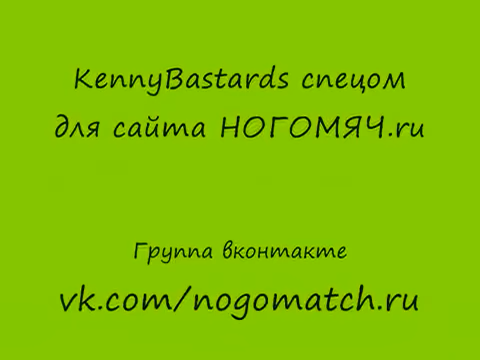 KennyBastards спецом
для сайта НОГОМЯЧ.ru
Группа вконтакте
vk.com/nogomatch.ru